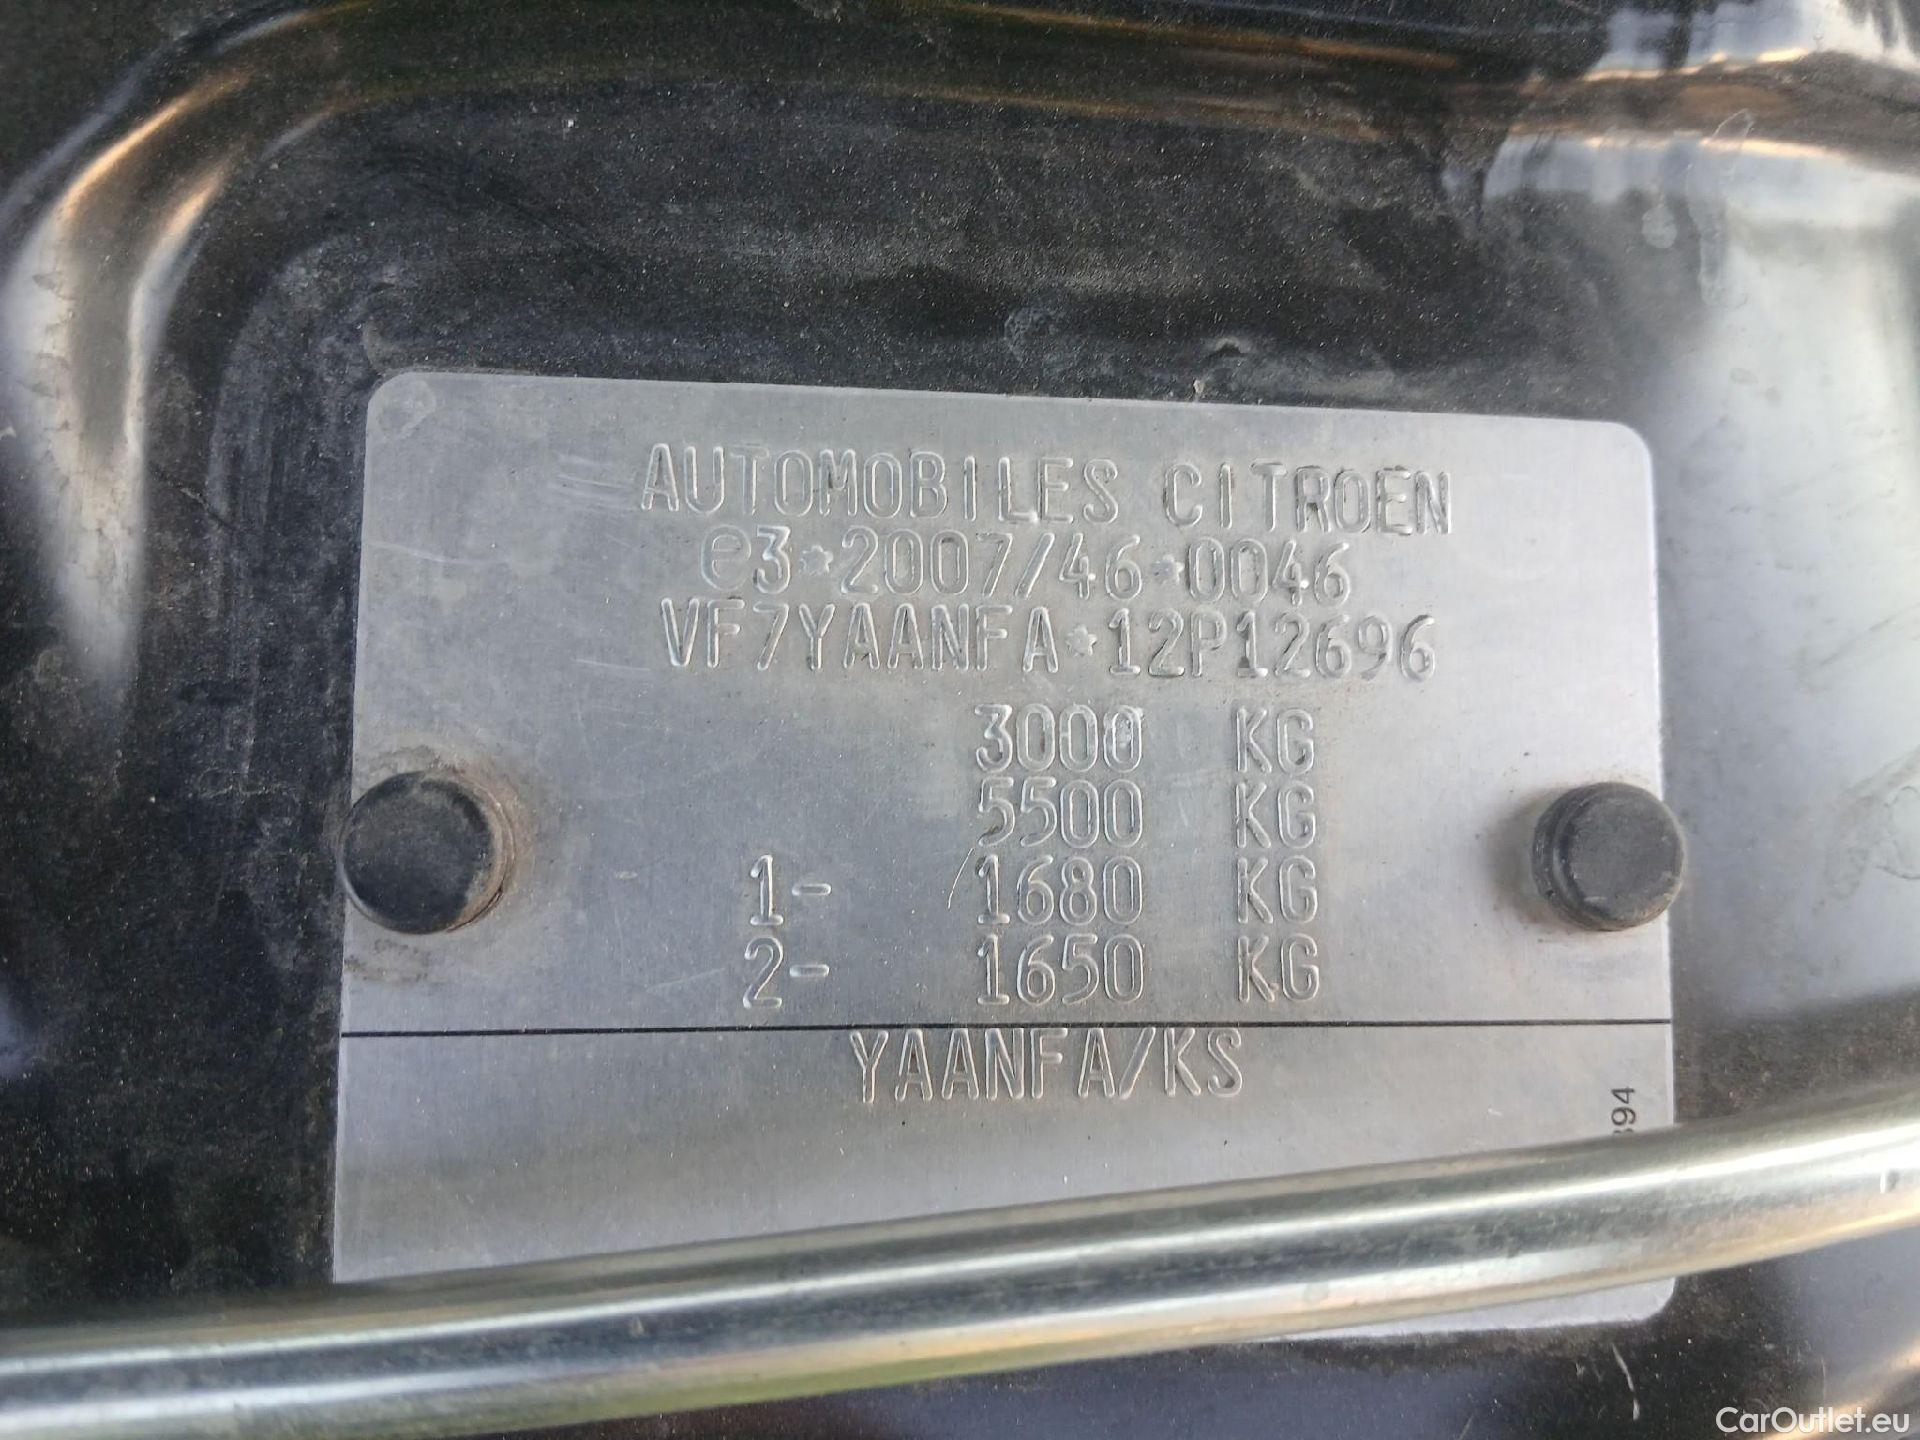 AUTOMOBILES CITROEN
e3*2007/46*0046
VF7YAANFA*12P12696
3000 KG
5500 KG
1- 1680 KG
2- 1650 KG
YAANFA/KS
394
CarOutlet.eu